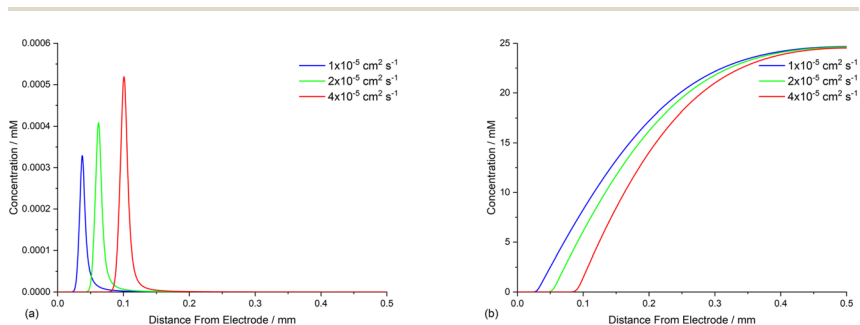 0.0006
0.0005
0.0004
0.0003
0.0002
0.0001
0.0000
Concentration / mM
1x10⁻⁵ cm² s⁻¹
2x10⁻⁵ cm² s⁻¹
4x10⁻⁵ cm² s⁻¹
(a)
0.0 0.1 0.2 0.3 0.4 0.5
Distance From Electrode / mm
25
20
15
10
5
0
Concentration / mM
1x10⁻⁵ cm² s⁻¹
2x10⁻⁵ cm² s⁻¹
4x10⁻⁵ cm² s⁻¹
(b)
0.0 0.1 0.2 0.3 0.4 0.5
Distance From Electrode / mm